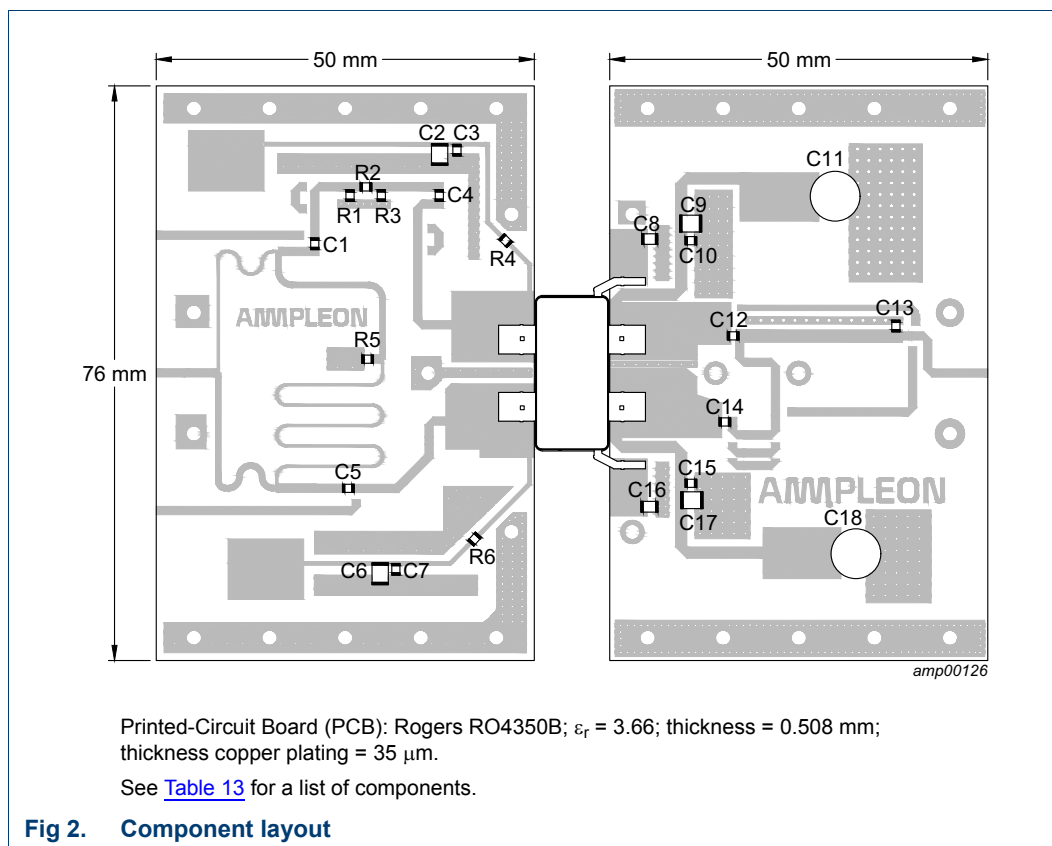 50 mm
50 mm
76 mm
C2 C3
R2
R1 R3 C4
C1
R4
AMPLEON
R5
C5
R6
C6 C7
C11
C9
C8
C10
C13
C12
C14
C15
C16
C17
AMPLEON
C18
amp00126
Printed-Circuit Board (PCB): Rogers RO4350B; εr = 3.66; thickness = 0.508 mm;
thickness copper plating = 35 μm.
See Table 13 for a list of components.
Fig 2. Component layout